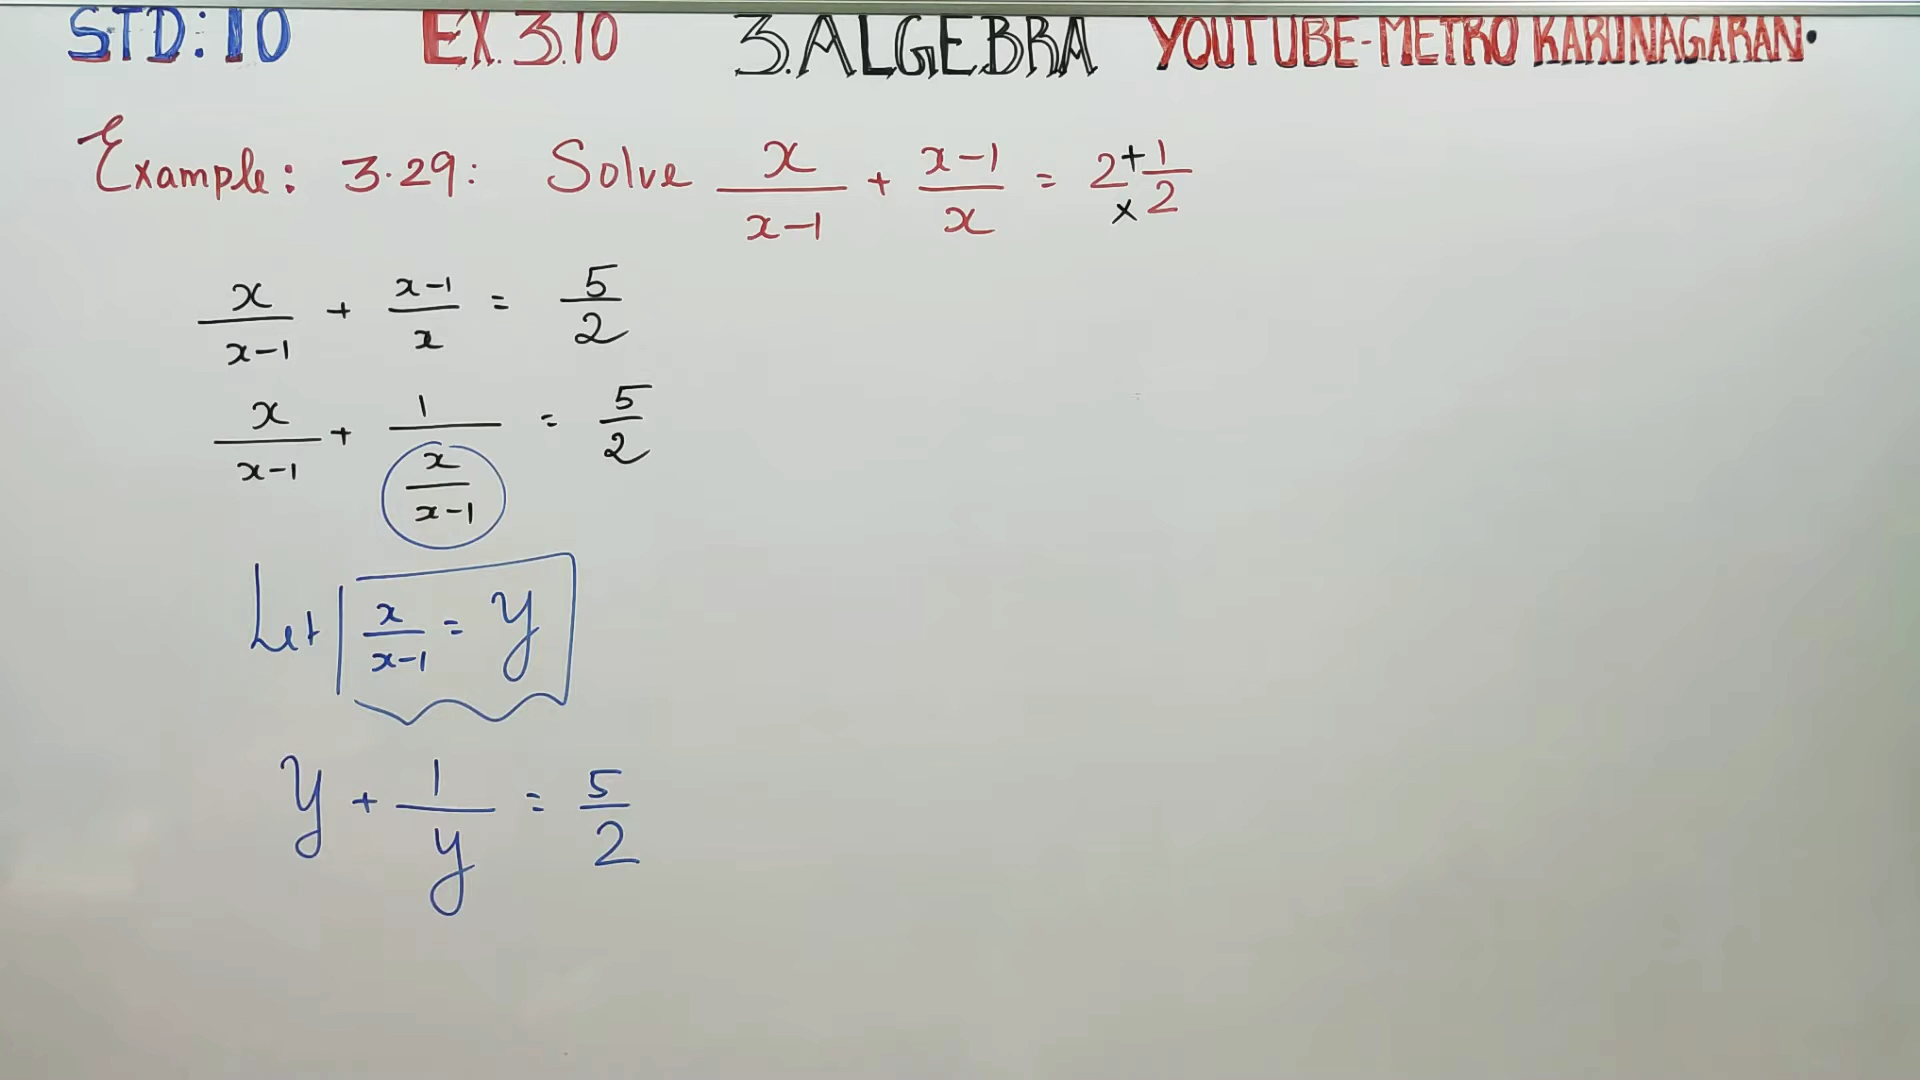 STD: 10 EX. 3.10 3. ALGEBRA YOUTUBE-METRO KARUNAGARAN.
Example: 3.29: Solve x/(x-1) + (x-1)/x = 2 + 1/2 ×
x/(x-1) + (x-1)/x = 5/2
x/(x-1) + 1/(x/(x-1)) = 5/2
Let x/(x-1) = y
y + 1/y = 5/2